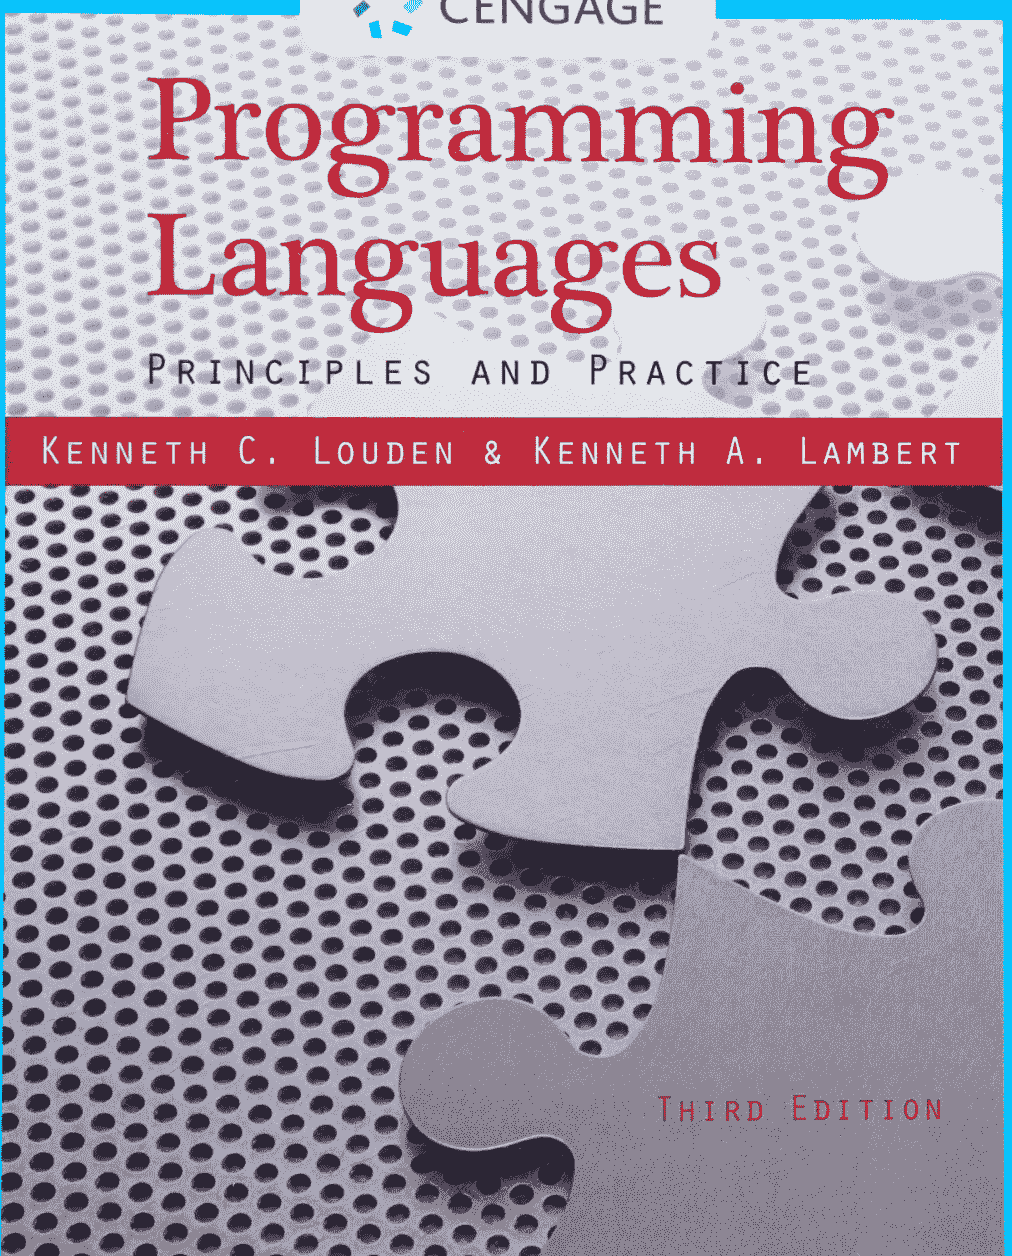 CENGAGE
Programming
Languages
PRINCIPLES AND PRACTICE
KENNETH C. LOUDEN & KENNETH A. LAMBERT
THIRD EDITION